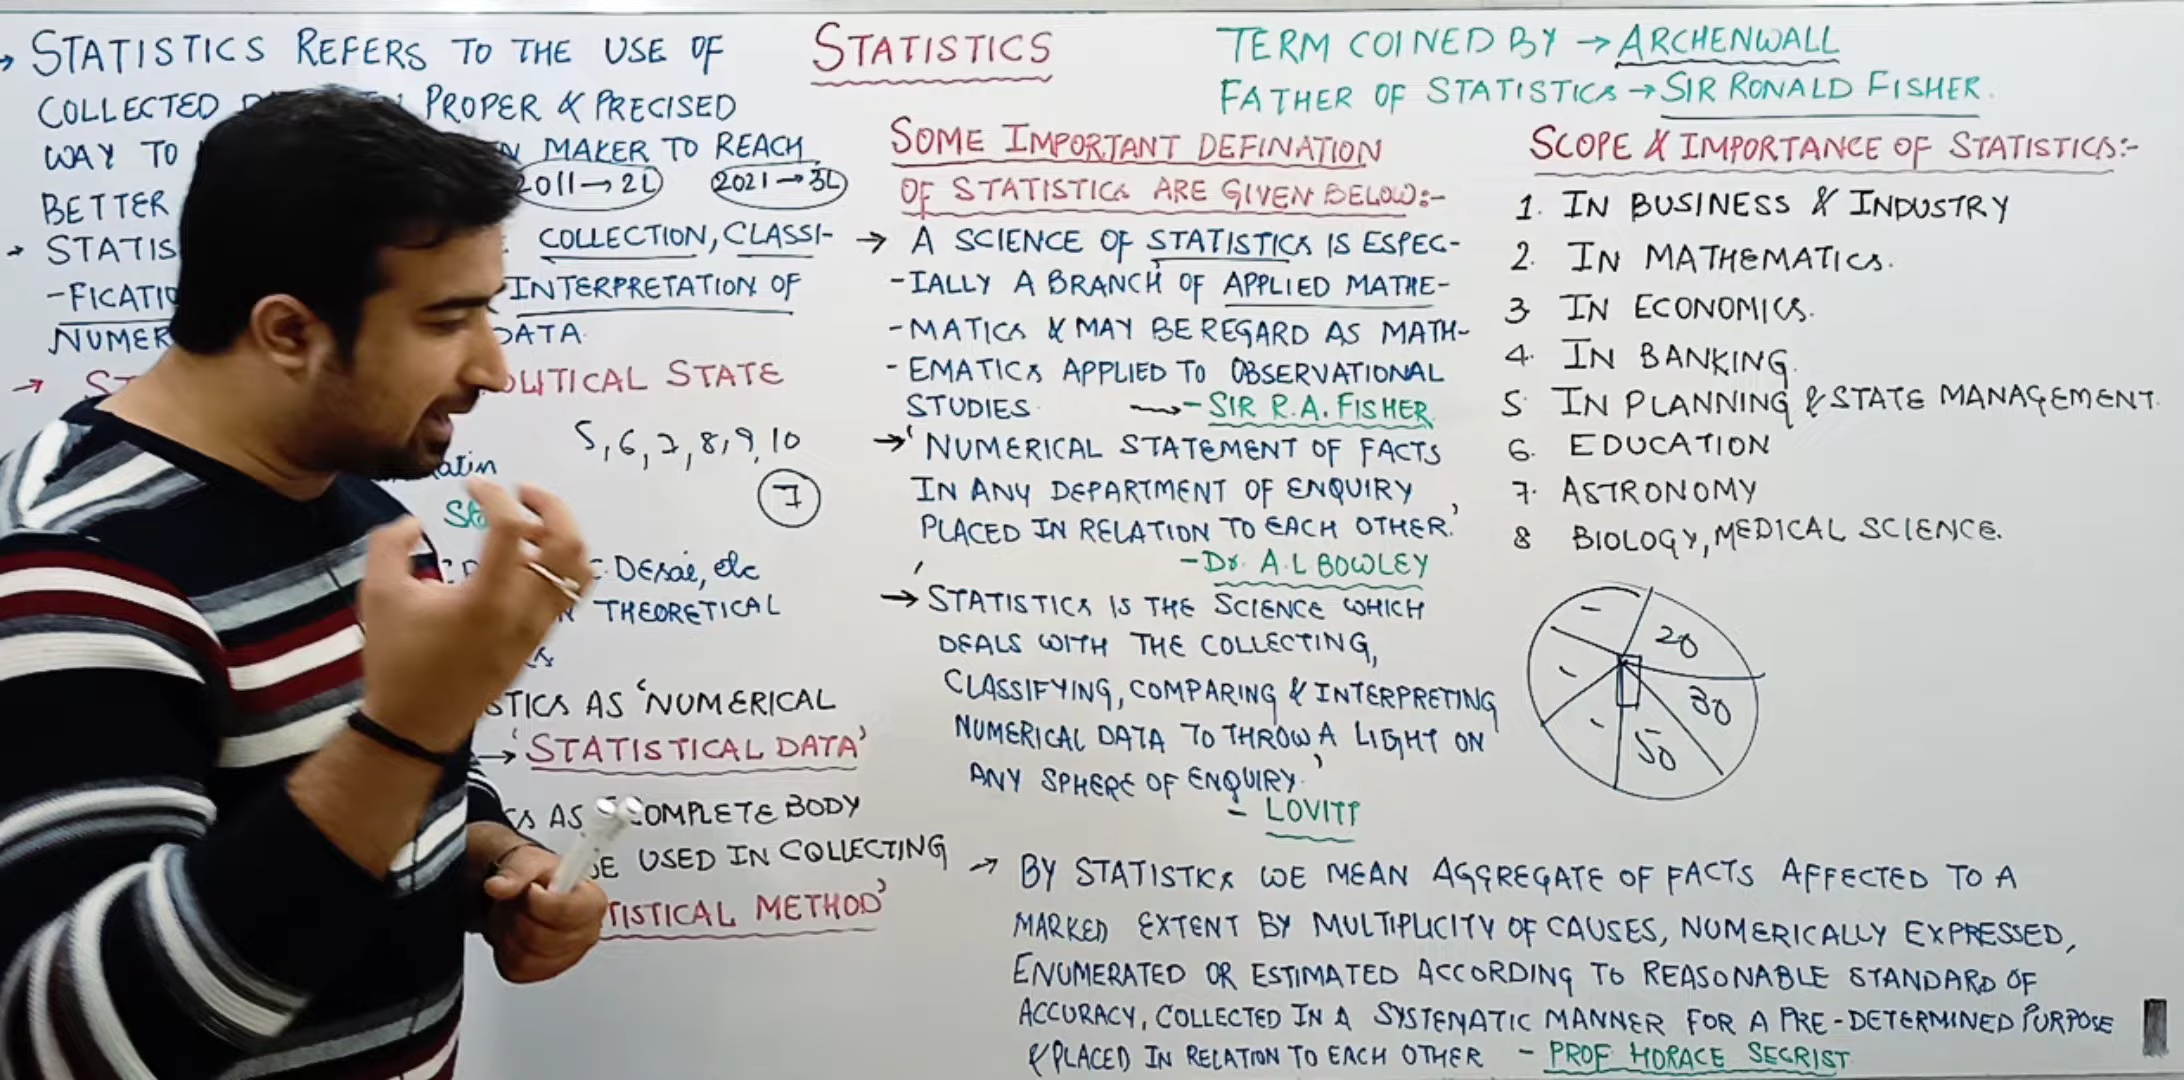 STATISTICS
TERM COINED BY → ARCHENWALL
FATHER OF STATISTICS → SIR RONALD FISHER.
→ STATISTICS REFERS TO THE USE OF
COLLECTED PROPER & PRECISED
WAY TO MAKER TO REACH
BETTER 2011→2L 2021→3L
→ STATIS COLLECTION, CLASSI-
-FICATIO INTERPRETATION OF
NUMER DATA.
→ ST OLITICAL STATE
5, 6, 7, 8, 9, 10
atin
7
Desai, etc
THEORETICAL
STICS AS 'NUMERICAL
→ 'STATISTICAL DATA'
CS AS COMPLETE BODY
USED IN COLLECTING
TISTICAL METHOD'
SOME IMPORTANT DEFINATION
OF STATISTICS ARE GIVEN BELOW:-
→ A SCIENCE OF STATISTICS IS ESPEC-
-IALLY A BRANCH OF APPLIED MATHE-
-MATICS & MAY BE REGARD AS MATH-
-EMATICS APPLIED TO OBSERVATIONAL
STUDIES. - SIR R.A. FISHER
→ 'NUMERICAL STATEMENT OF FACTS
IN ANY DEPARTMENT OF ENQUIRY
PLACED IN RELATION TO EACH OTHER.'
- Dr. A.L BOWLEY
→ 'STATISTICS IS THE SCIENCE WHICH
DEALS WITH THE COLLECTING,
CLASSIFYING, COMPARING & INTERPRETING
NUMERICAL DATA TO THROW A LIGHT ON
ANY SPHERE OF ENQUIRY.'
- LOVITT
→ BY STATISTICS WE MEAN AGGREGATE OF FACTS AFFECTED TO A
MARKED EXTENT BY MULTIPLICITY OF CAUSES, NUMERICALLY EXPRESSED,
ENUMERATED OR ESTIMATED ACCORDING TO REASONABLE STANDARD OF
ACCURACY, COLLECTED IN A SYSTEMATIC MANNER FOR A PRE-DETERMINED PURPOSE
& PLACED IN RELATION TO EACH OTHER - PROF HORACE SECRIST
SCOPE & IMPORTANCE OF STATISTICS:-
1. IN BUSINESS & INDUSTRY
2. IN MATHEMATICS.
3 IN ECONOMICS.
4. IN BANKING.
5 IN PLANNING & STATE MANAGEMENT.
6. EDUCATION
7. ASTRONOMY
8 BIOLOGY, MEDICAL SCIENCE.
20
30
50